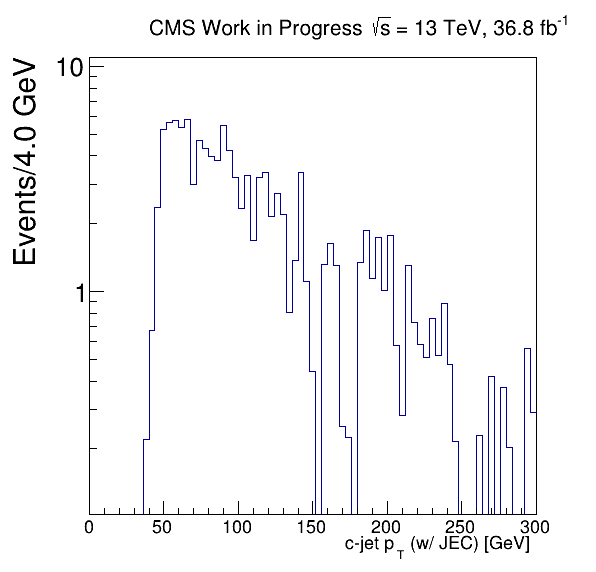 CMS Work in Progress √s = 13 TeV, 36.8 fb⁻¹
Events/4.0 GeV
10
1
0 50 100 150 200 250 300
c-jet p_T (w/ JEC) [GeV]